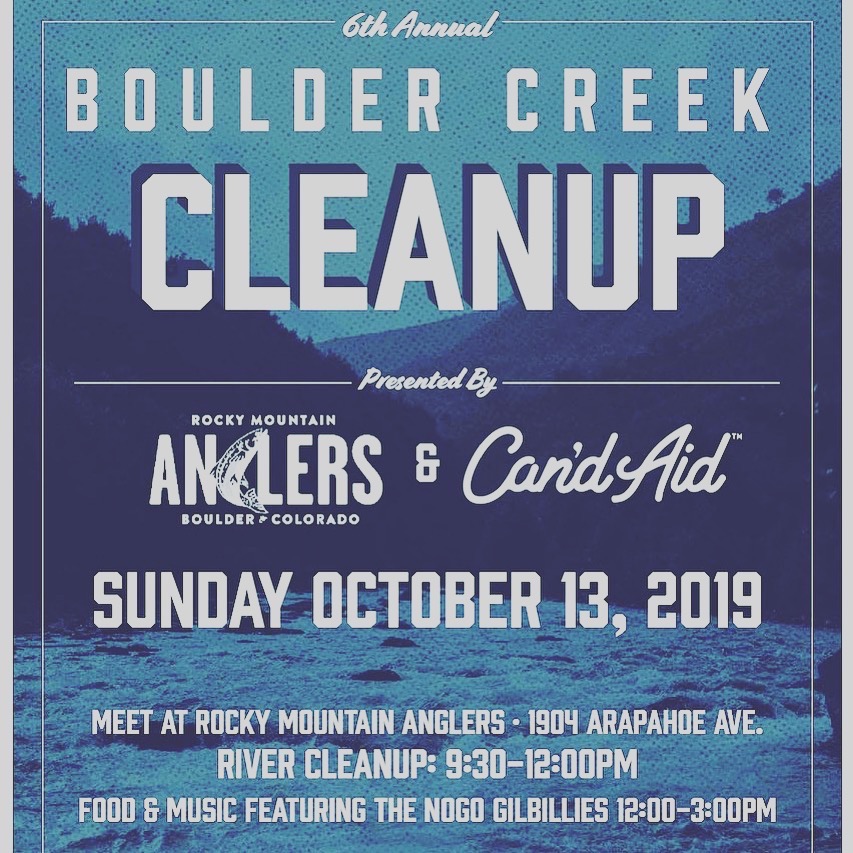 6th Annual
BOULDER CREEK
CLEANUP
Presented By
ROCKY MOUNTAIN
ANGLERS
BOULDER COLORADO
& Can'd Aid™
SUNDAY OCTOBER 13, 2019
MEET AT ROCKY MOUNTAIN ANGLERS • 1904 ARAPAHOE AVE.
RIVER CLEANUP: 9:30-12:00PM
FOOD & MUSIC FEATURING THE NOGO GILBILLIES 12:00-3:00PM